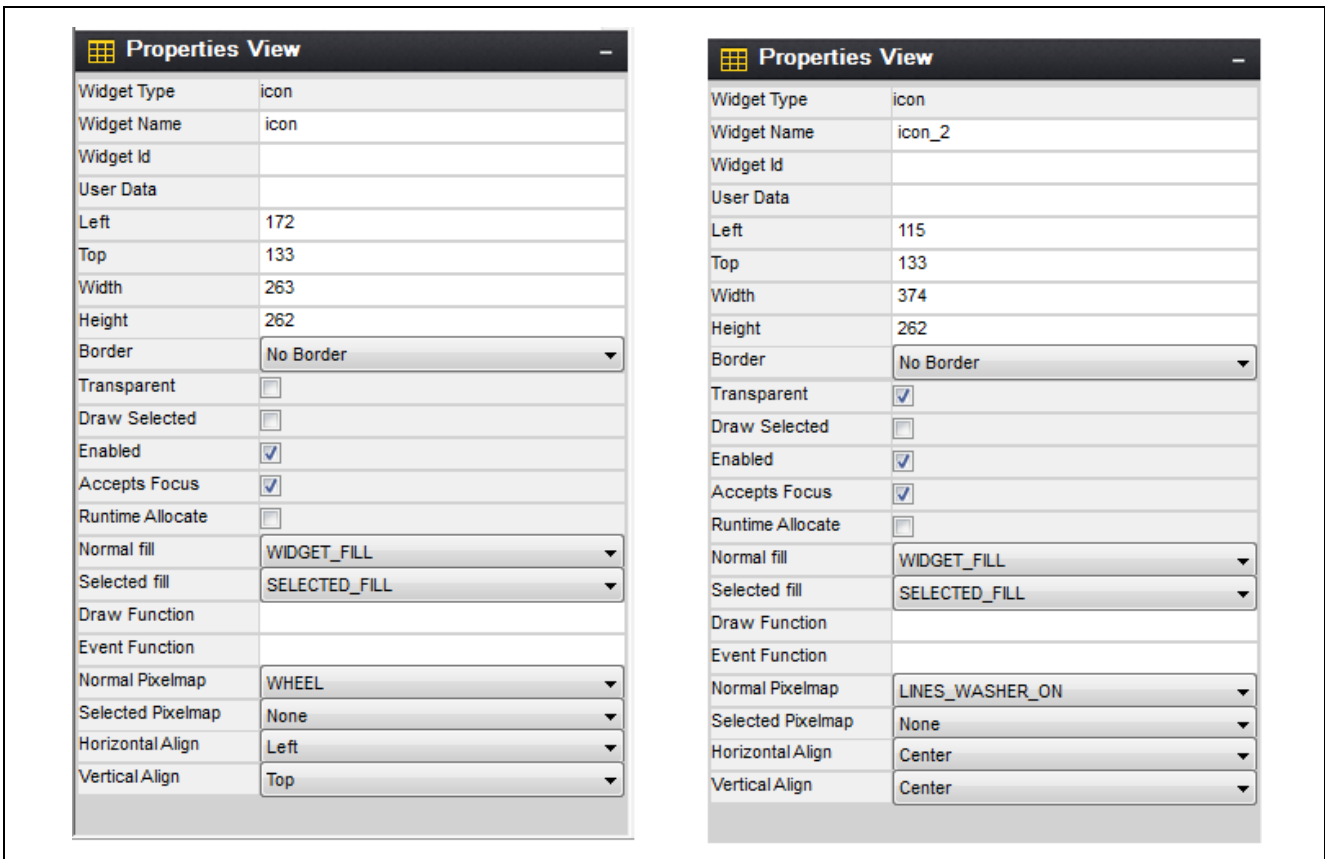 Properties View –
Widget Type icon
Widget Name icon
Widget Id
User Data
Left 172
Top 133
Width 263
Height 262
Border No Border
Transparent
Draw Selected
Enabled
Accepts Focus
Runtime Allocate
Normal fill WIDGET_FILL
Selected fill SELECTED_FILL
Draw Function
Event Function
Normal Pixelmap WHEEL
Selected Pixelmap None
Horizontal Align Left
Vertical Align Top
Properties View –
Widget Type icon
Widget Name icon_2
Widget Id
User Data
Left 115
Top 133
Width 374
Height 262
Border No Border
Transparent
Draw Selected
Enabled
Accepts Focus
Runtime Allocate
Normal fill WIDGET_FILL
Selected fill SELECTED_FILL
Draw Function
Event Function
Normal Pixelmap LINES_WASHER_ON
Selected Pixelmap None
Horizontal Align Center
Vertical Align Center